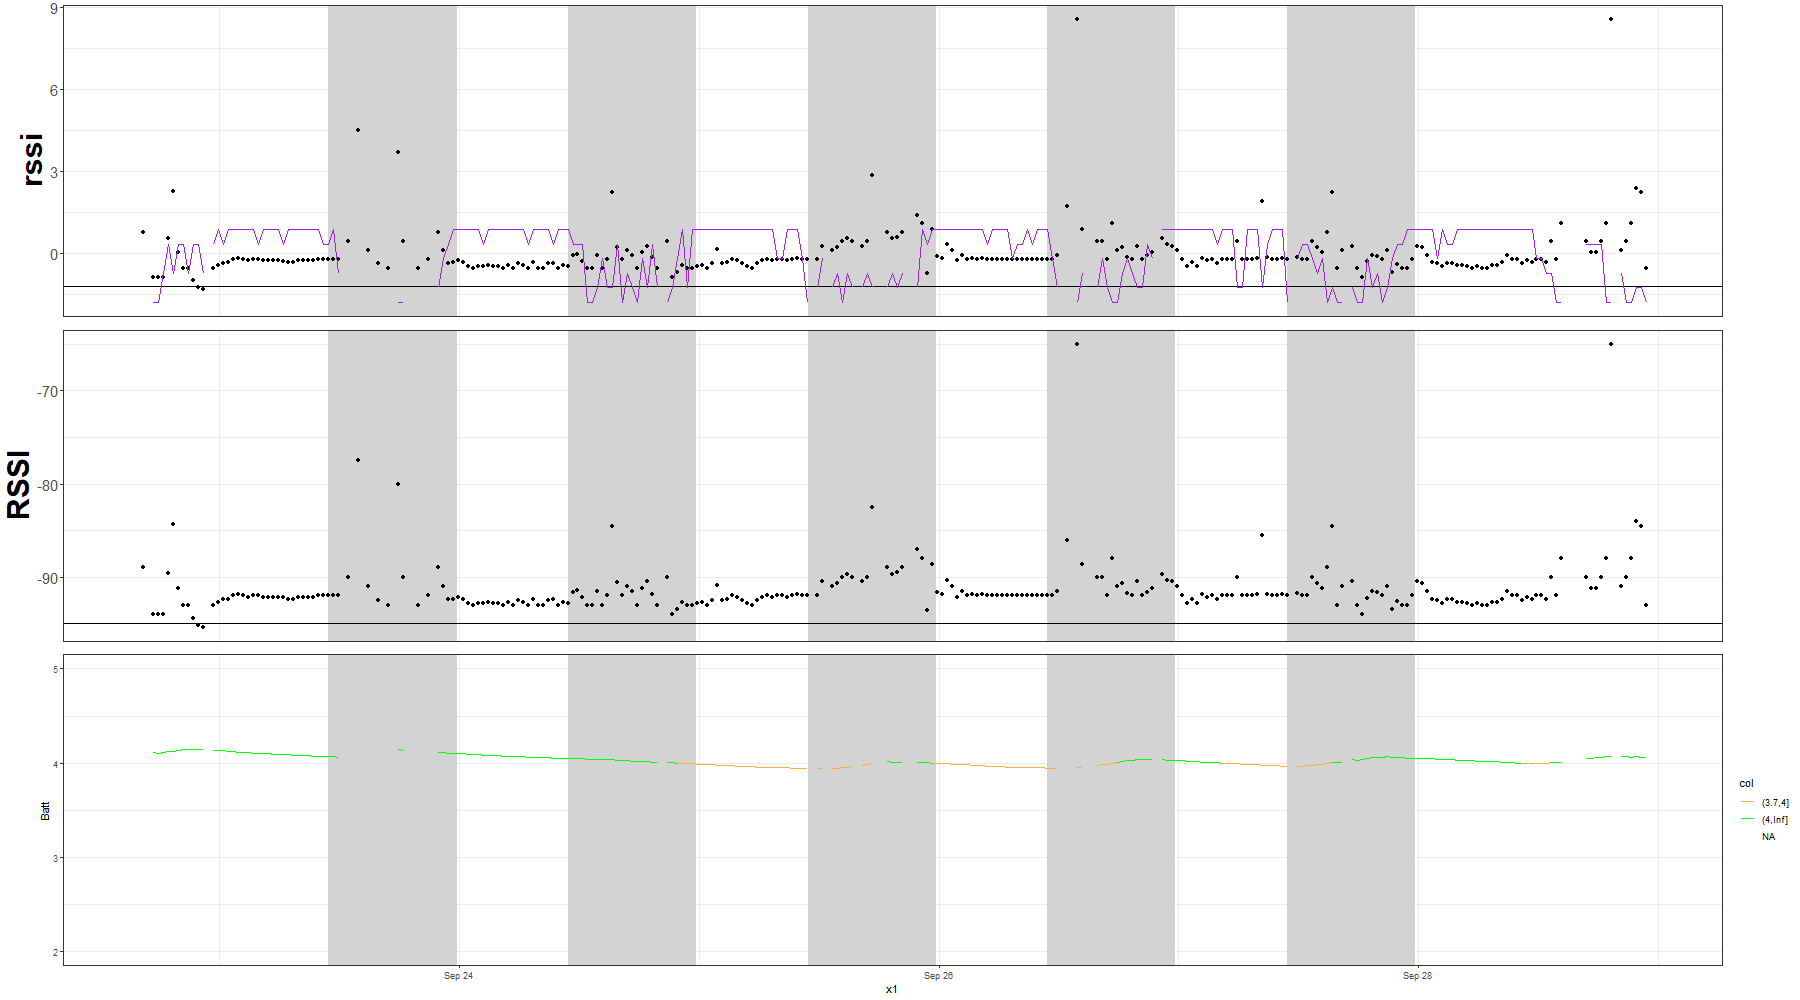 9
6
3
0
rssi
-70
-80
-90
RSSI
5
4
3
2
Batt
Sep 24
Sep 26
Sep 28
x1
col
(3.7,4]
(4,Inf]
NA